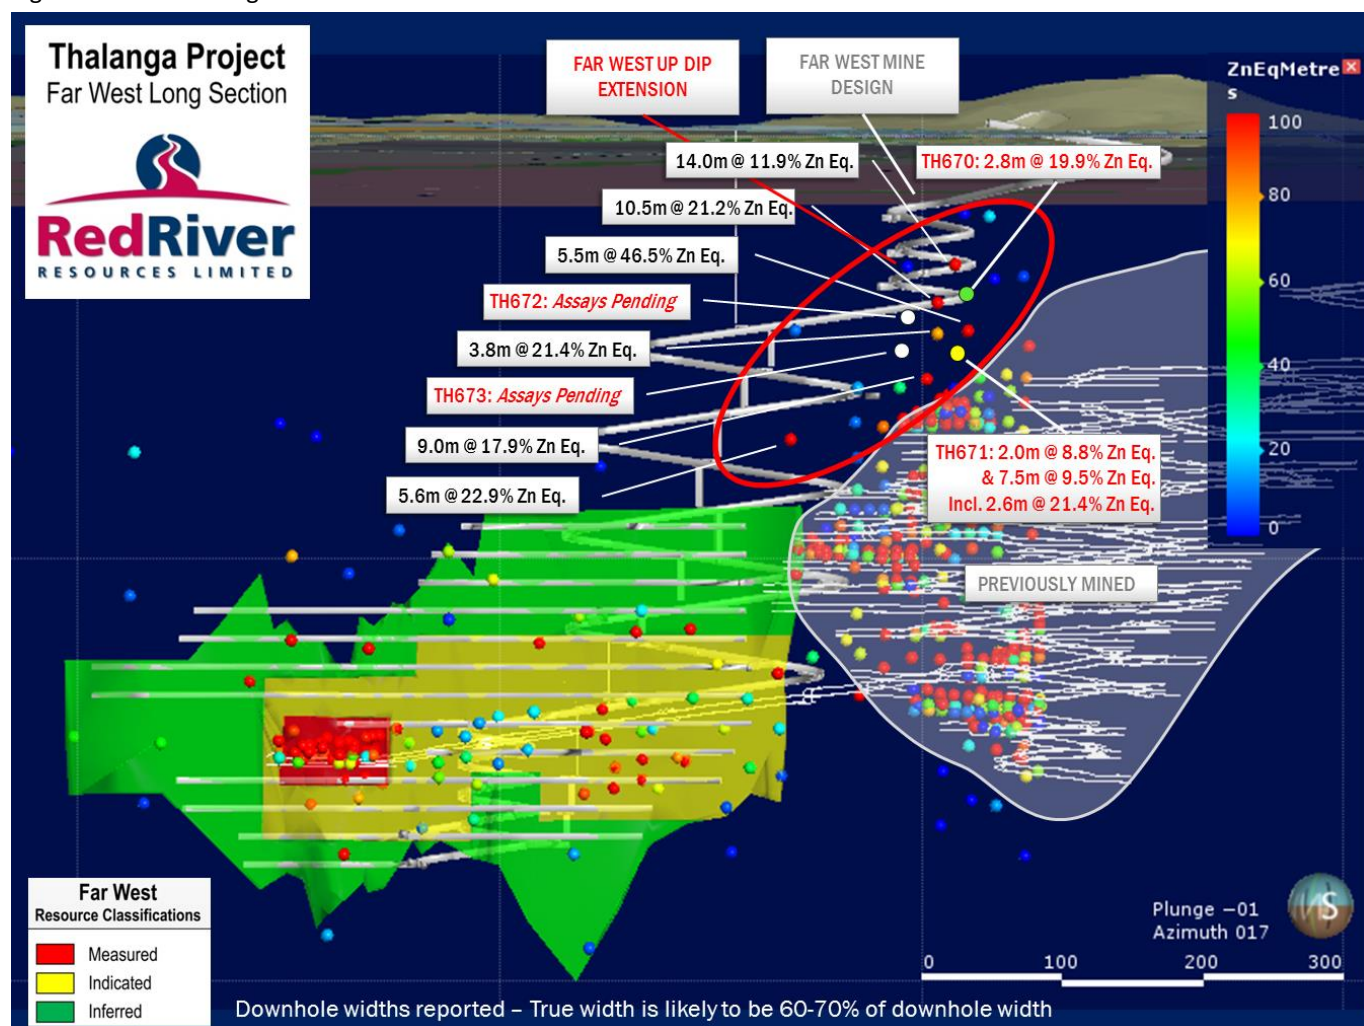 Thalanga Project
Far West Long Section
RedRiver
RESOURCES LIMITED
FAR WEST UP DIP
EXTENSION
FAR WEST MINE
DESIGN
ZnEqMetre
s
100
80
60
40
20
0
14.0m @ 11.9% Zn Eq.
TH670: 2.8m @ 19.9% Zn Eq.
10.5m @ 21.2% Zn Eq.
5.5m @ 46.5% Zn Eq.
TH672: Assays Pending
3.8m @ 21.4% Zn Eq.
TH673: Assays Pending
9.0m @ 17.9% Zn Eq.
5.6m @ 22.9% Zn Eq.
TH671: 2.0m @ 8.8% Zn Eq.
& 7.5m @ 9.5% Zn Eq.
Incl. 2.6m @ 21.4% Zn Eq.
PREVIOUSLY MINED
Far West
Resource Classifications
Measured
Indicated
Inferred
Plunge −01
Azimuth 017
S
0 100 200 300
Downhole widths reported – True width is likely to be 60-70% of downhole width